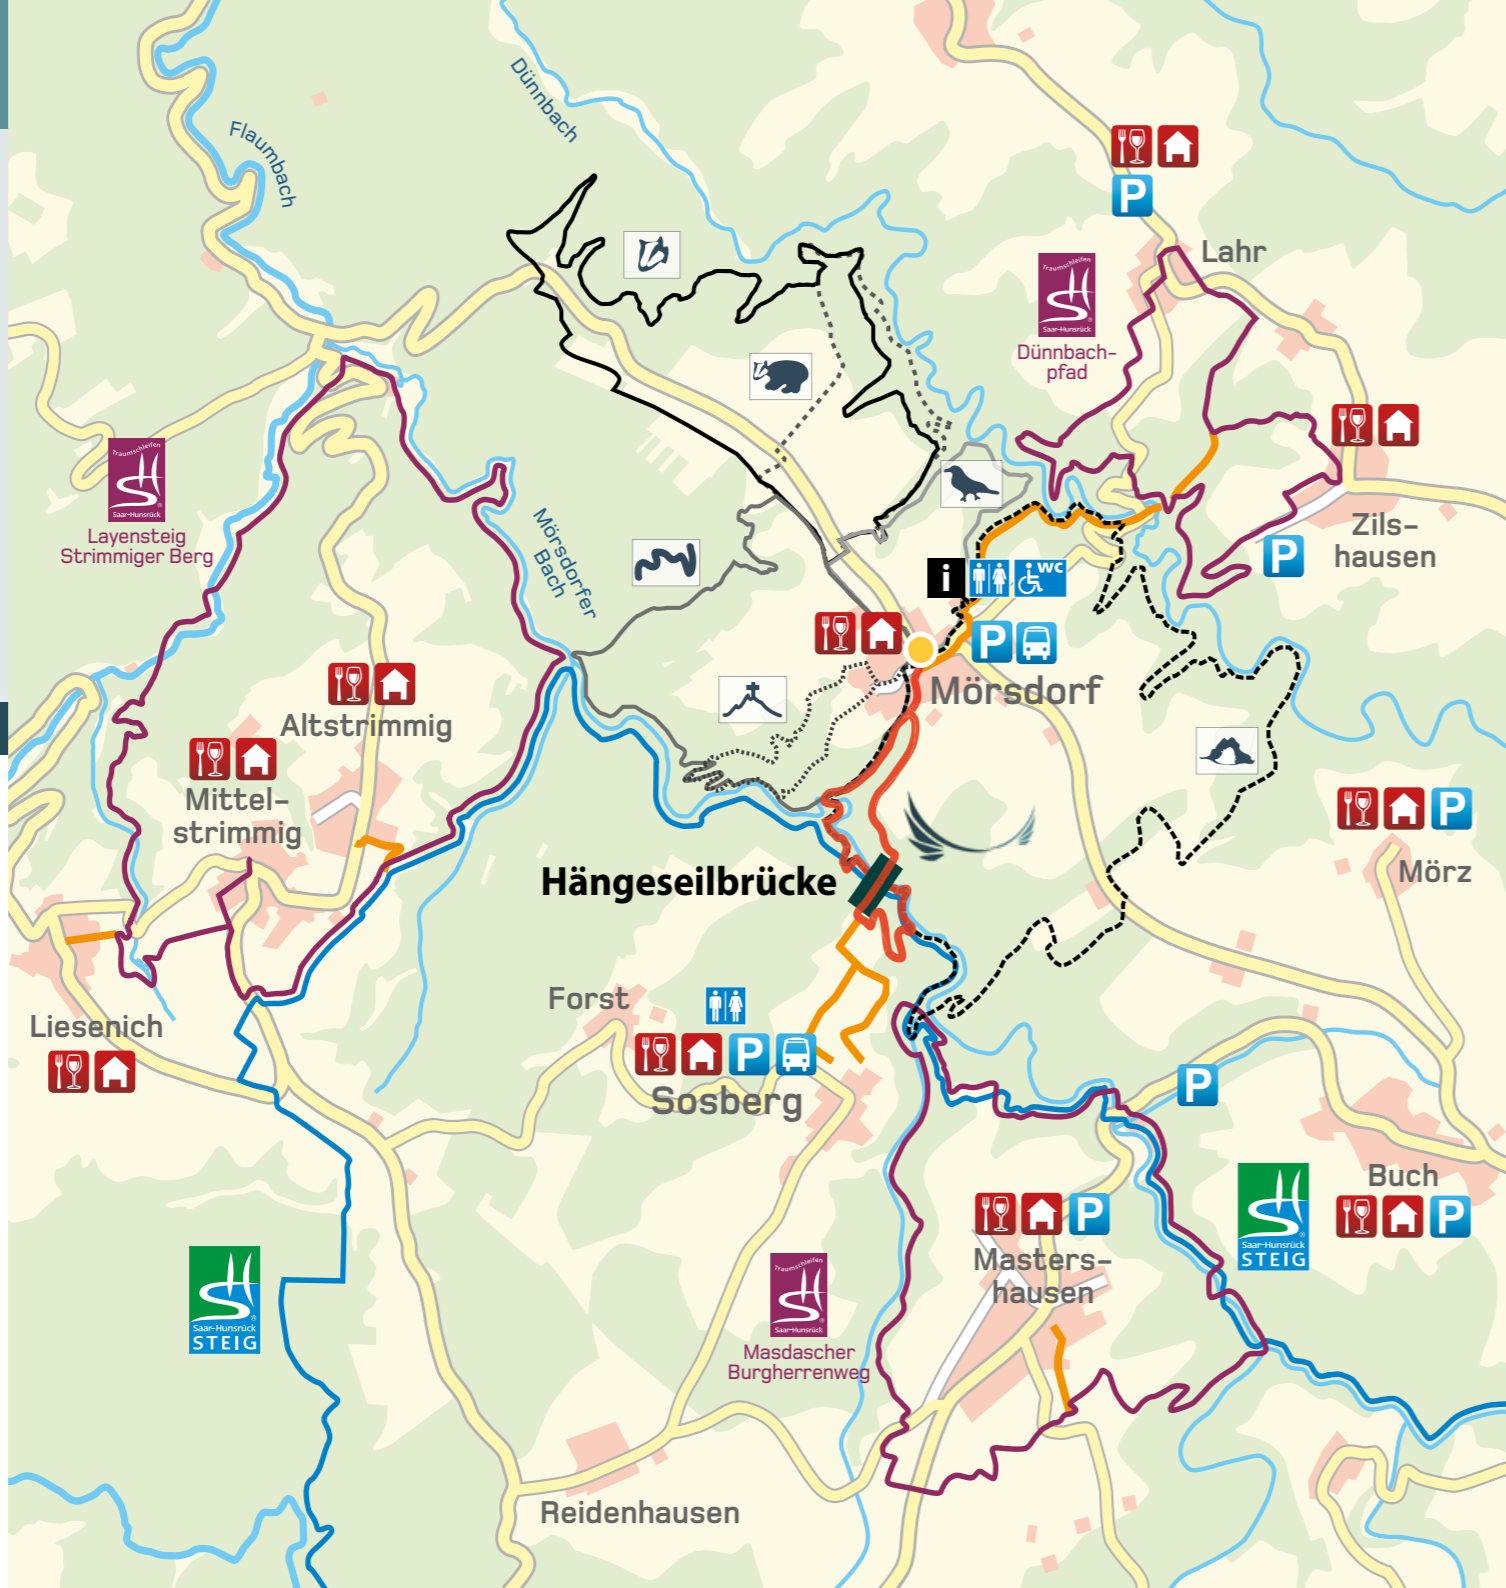 Dünnbach
Flaumbach
P
Lahr
Traumschleifen
Saar-Hunsrück
Dünnbach-
pfad
Traumschleifen
Saar-Hunsrück
Layensteig
Strimmiger Berg
Mörsdorfer
Bach
Zils-
hausen
P
i
WC
P
Mörsdorf
Altstrimmig
Mittel-
strimmig
P
Mörz
Hängeseilbrücke
Forst
Liesenich
P
Sosberg
P
Buch
P
Saar-Hunsrück
STEIG
P
Masters-
hausen
Saar-Hunsrück
STEIG
Traumschleifen
Saar-Hunsrück
Masdascher
Burgherrenweg
Reidenhausen